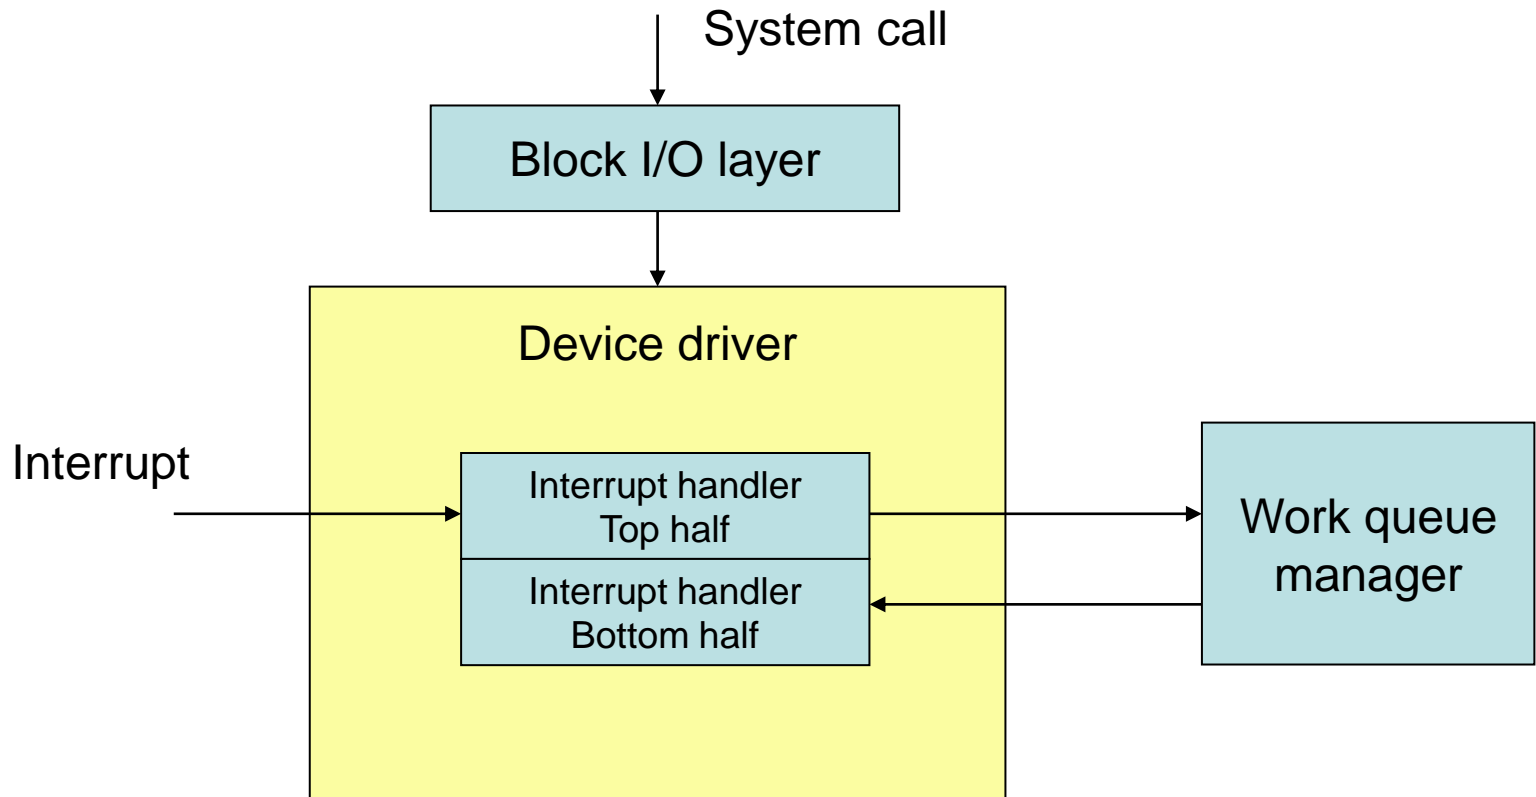 System call
Block I/O layer
Device driver
Interrupt
Interrupt handler
Top half
Interrupt handler
Bottom half
Work queue
manager